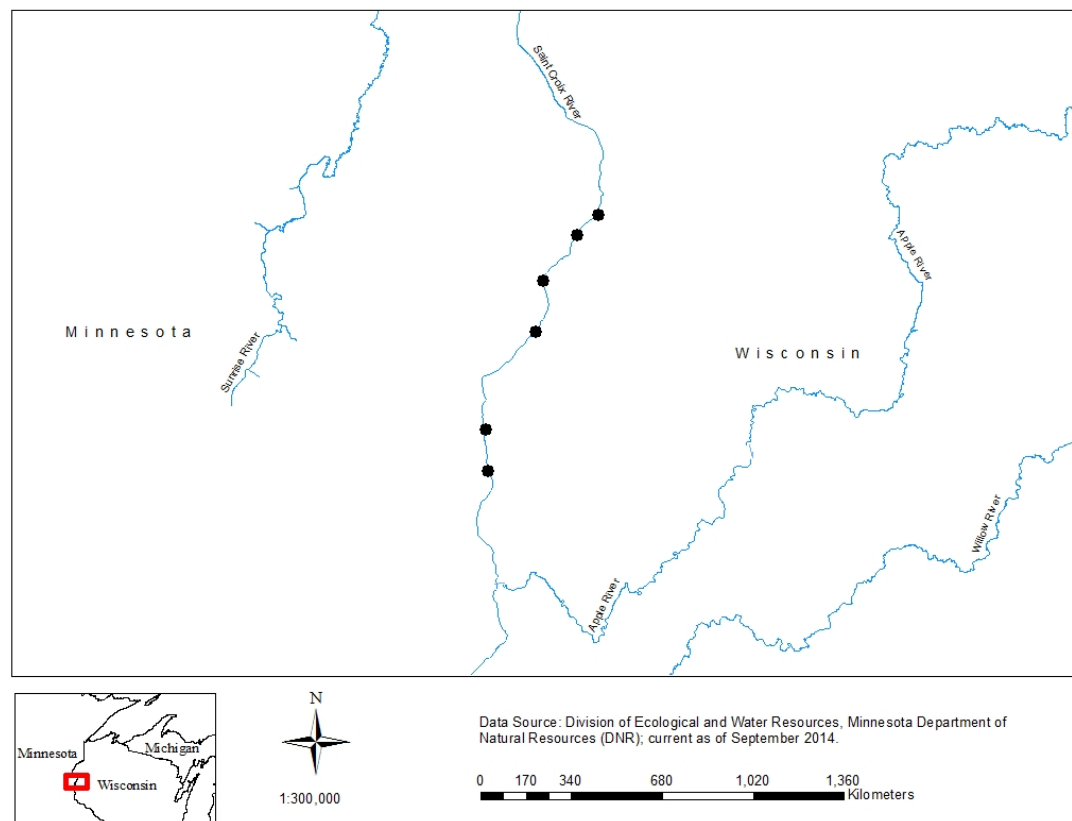 Saint Croix River
Apple River
Minnesota
Wisconsin
Sunrise River
Willow River
Apple River
Minnesota
Michigan
Wisconsin
N
1:300,000
Data Source: Division of Ecological and Water Resources, Minnesota Department of
Natural Resources (DNR); current as of September 2014.
0 170 340 680 1,020 1,360
Kilometers